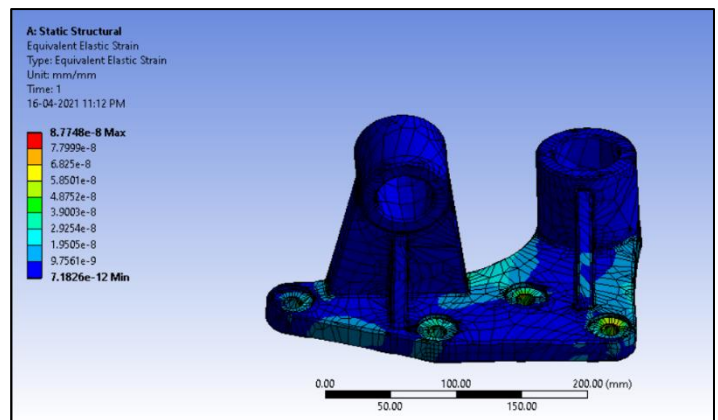 A: Static Structural
Equivalent Elastic Strain
Type: Equivalent Elastic Strain
Unit: mm/mm
Time: 1
16-04-2021 11:12 PM
8.7748e-8 Max
7.7999e-8
6.825e-8
5.8501e-8
4.8752e-8
3.9003e-8
2.9254e-8
1.9505e-8
9.7561e-9
7.1826e-12 Min
0.00 100.00 200.00 (mm)
50.00 150.00